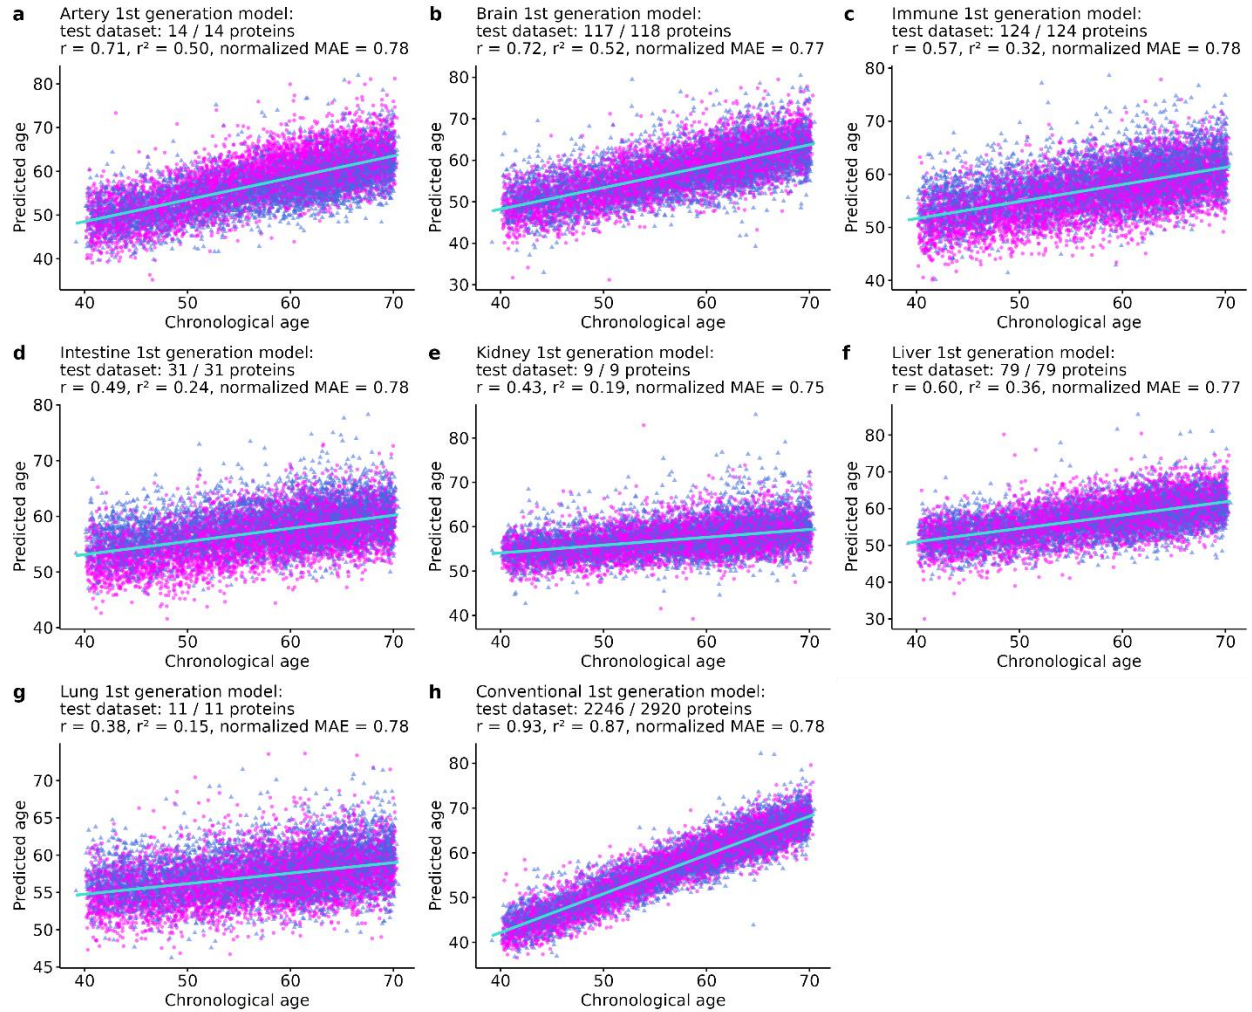 a Artery 1st generation model:
test dataset: 14 / 14 proteins
r = 0.71, r² = 0.50, normalized MAE = 0.78
80
70
60
50
40
Predicted age
40 50 60 70
Chronological age
b Brain 1st generation model:
test dataset: 117 / 118 proteins
r = 0.72, r² = 0.52, normalized MAE = 0.77
80
70
60
50
40
30
Predicted age
40 50 60 70
Chronological age
c Immune 1st generation model:
test dataset: 124 / 124 proteins
r = 0.57, r² = 0.32, normalized MAE = 0.78
80
70
60
50
40
Predicted age
40 50 60 70
Chronological age
d Intestine 1st generation model:
test dataset: 31 / 31 proteins
r = 0.49, r² = 0.24, normalized MAE = 0.78
80
70
60
50
40
Predicted age
40 50 60 70
Chronological age
e Kidney 1st generation model:
test dataset: 9 / 9 proteins
r = 0.43, r² = 0.19, normalized MAE = 0.75
80
70
60
50
40
Predicted age
40 50 60 70
Chronological age
f Liver 1st generation model:
test dataset: 79 / 79 proteins
r = 0.60, r² = 0.36, normalized MAE = 0.77
80
70
60
50
40
30
Predicted age
40 50 60 70
Chronological age
g Lung 1st generation model:
test dataset: 11 / 11 proteins
r = 0.38, r² = 0.15, normalized MAE = 0.78
70
65
60
55
50
45
Predicted age
40 50 60 70
Chronological age
h Conventional 1st generation model:
test dataset: 2246 / 2920 proteins
r = 0.93, r² = 0.87, normalized MAE = 0.78
80
70
60
50
40
Predicted age
40 50 60 70
Chronological age